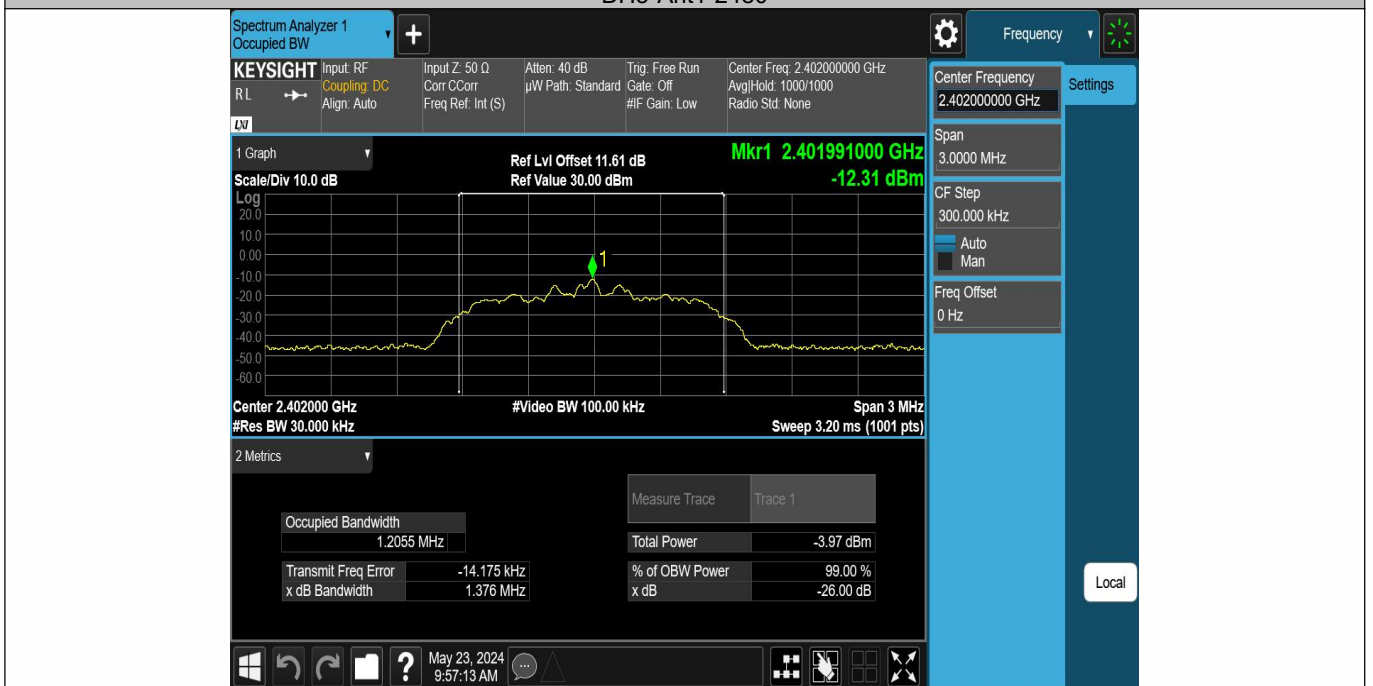 Spectrum Analyzer 1
Occupied BW
+
Frequency
KEYSIGHT
R L
LXI
Input: RF
Coupling: DC
Align: Auto
Input Z: 50 Ω
Corr CCorr
Freq Ref: Int (S)
Atten: 40 dB
µW Path: Standard
Trig: Free Run
Gate: Off
#IF Gain: Low
Center Freq: 2.402000000 GHz
Avg|Hold: 1000/1000
Radio Std: None
Center Frequency
2.402000000 GHz
Settings
Span
3.0000 MHz
CF Step
300.000 kHz
Auto
Man
Freq Offset
0 Hz
Local
1 Graph
Scale/Div 10.0 dB
Ref Lvl Offset 11.61 dB
Ref Value 30.00 dBm
Mkr1 2.401991000 GHz
-12.31 dBm
Log
20.0
10.0
0.00
-10.0
-20.0
-30.0
-40.0
-50.0
-60.0
1
Center 2.402000 GHz
#Res BW 30.000 kHz
#Video BW 100.00 kHz
Span 3 MHz
Sweep 3.20 ms (1001 pts)
2 Metrics
Measure Trace Trace 1
Occupied Bandwidth
1.2055 MHz
Total Power -3.97 dBm
Transmit Freq Error -14.175 kHz
% of OBW Power 99.00 %
x dB Bandwidth 1.376 MHz
x dB -26.00 dB
?
May 23, 2024
9:57:13 AM